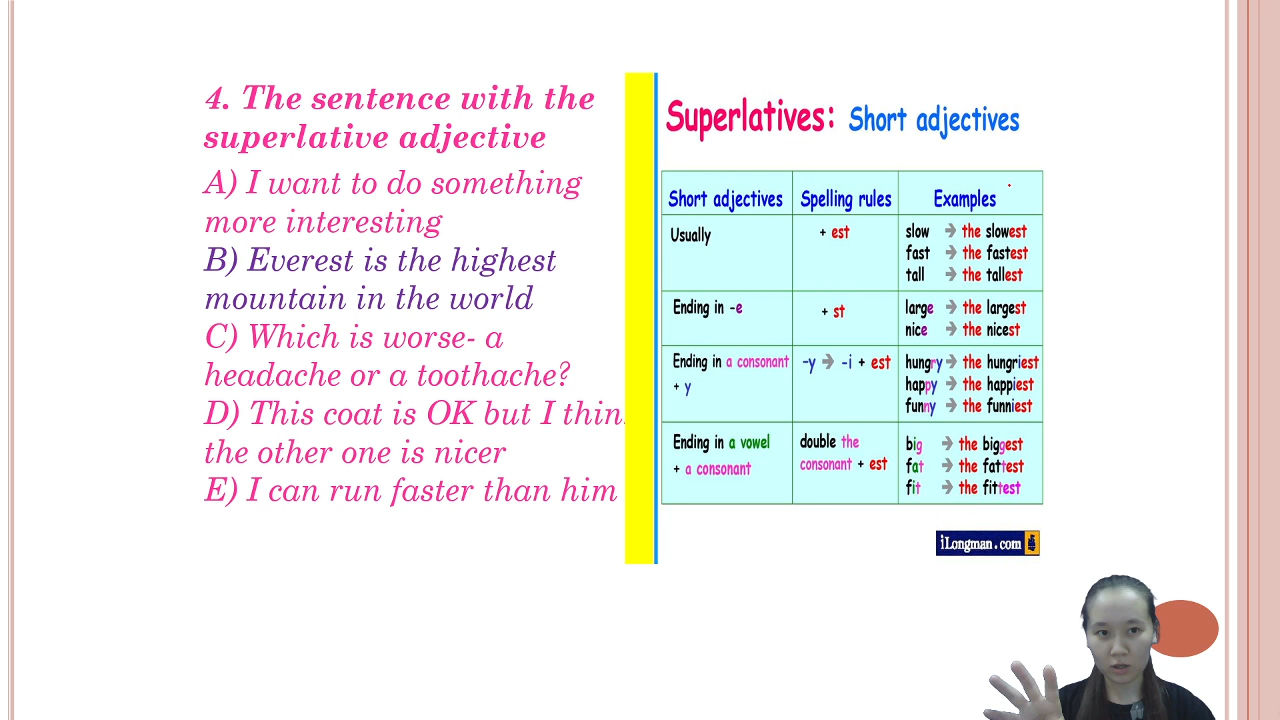 4. The sentence with the
superlative adjective
A) I want to do something
more interesting
B) Everest is the highest
mountain in the world
C) Which is worse- a
headache or a toothache?
D) This coat is OK but I thin
the other one is nicer
E) I can run faster than him
Superlatives: Short adjectives
Short adjectives Spelling rules Examples
Usually + est slow → the slowest
fast → the fastest
tall → the tallest
Ending in -e + st large → the largest
nice → the nicest
Ending in a consonant + y -y → -i + est hungry → the hungriest
happy → the happiest
funny → the funniest
Ending in a vowel + a consonant double the consonant + est big → the biggest
fat → the fattest
fit → the fittest
iLongman.com